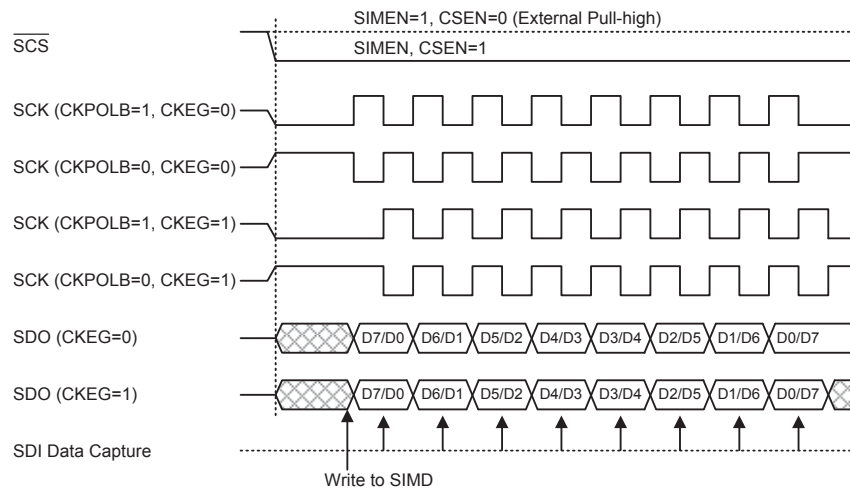 SIMEN=1, CSEN=0 (External Pull-high)
SCS
SIMEN, CSEN=1
SCK (CKPOLB=1, CKEG=0)
SCK (CKPOLB=0, CKEG=0)
SCK (CKPOLB=1, CKEG=1)
SCK (CKPOLB=0, CKEG=1)
SDO (CKEG=0) D7/D0 D6/D1 D5/D2 D4/D3 D3/D4 D2/D5 D1/D6 D0/D7
SDO (CKEG=1) D7/D0 D6/D1 D5/D2 D4/D3 D3/D4 D2/D5 D1/D6 D0/D7
SDI Data Capture
Write to SIMD